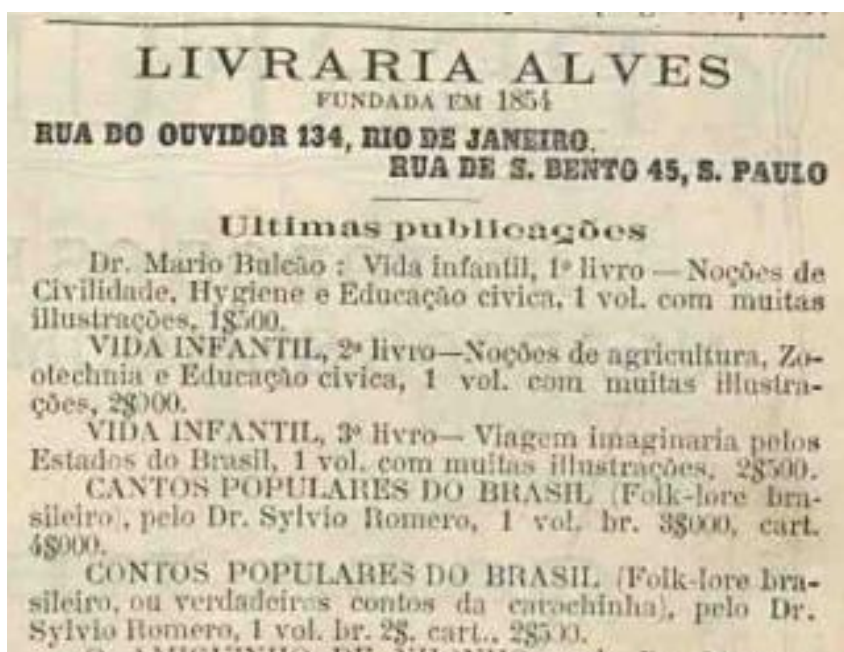 LIVRARIA ALVES
FUNDADA EM 1854
RUA DO OUVIDOR 134, RIO DE JANEIRO.
RUA DE S. BENTO 45, S. PAULO
Ultimas publicações
Dr. Mario Bulcão : Vida infantil, 1º livro — Noções de
Civilidade, Hygiene e Educação civica, 1 vol. com muitas
illustrações, 1$500.
VIDA INFANTIL, 2º livro—Noções de agricultura, Zo-
otechnia e Educação civica, 1 vol. com muitas illustra-
ções, 2$000.
VIDA INFANTIL, 3º livro— Viagem imaginaria pelos
Estados do Brasil, 1 vol. com muitas illustrações, 2$500.
CANTOS POPULARES DO BRASIL (Folk-lore bra-
sileiro), pelo Dr. Sylvio Romero, 1 vol. br. 3$000, cart.
4$000.
CONTOS POPULARES DO BRASIL (Folk-lore bra-
sileiro, ou verdadeiros contos da carochinha), pelo Dr.
Sylvio Romero, 1 vol. br. 2$. cart., 2$500.